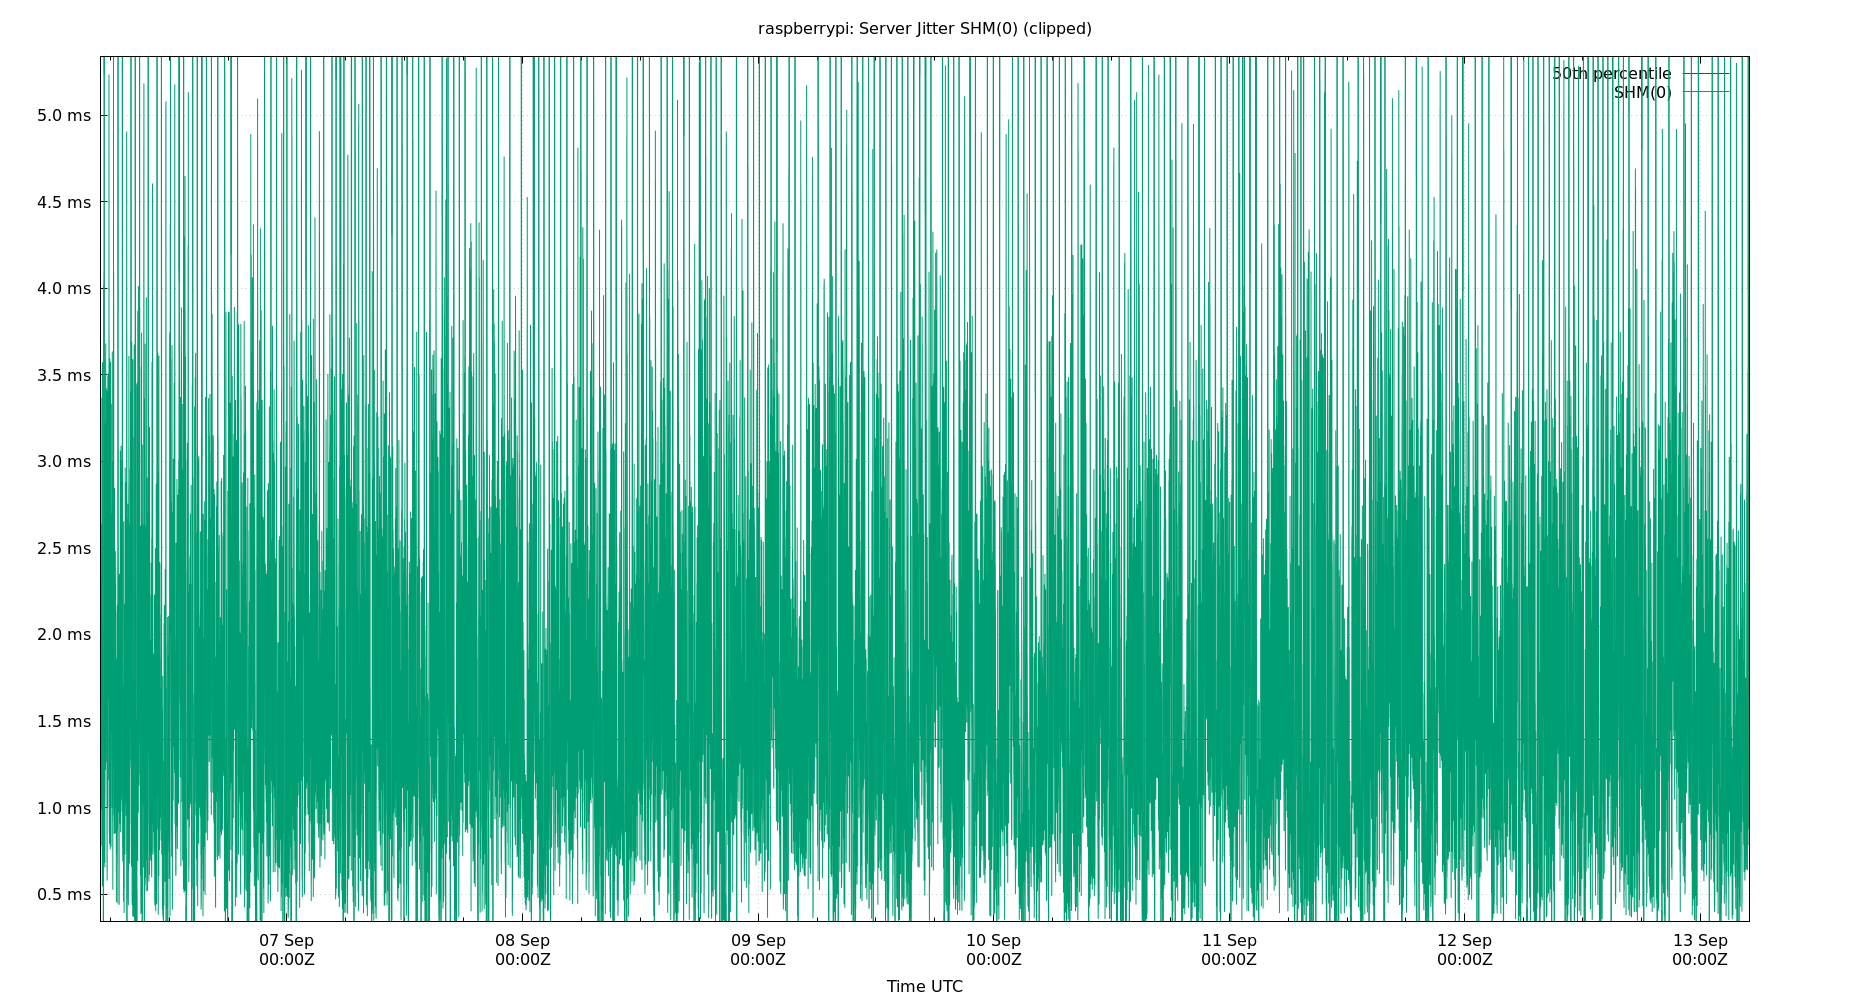 raspberrypi: Server Jitter SHM(0) (clipped)
50th percentile
SHM(0)
5.0 ms
4.5 ms
4.0 ms
3.5 ms
3.0 ms
2.5 ms
2.0 ms
1.5 ms
1.0 ms
0.5 ms
07 Sep 08 Sep 09 Sep 10 Sep 11 Sep 12 Sep 13 Sep
00:00Z 00:00Z 00:00Z 00:00Z 00:00Z 00:00Z 00:00Z
Time UTC